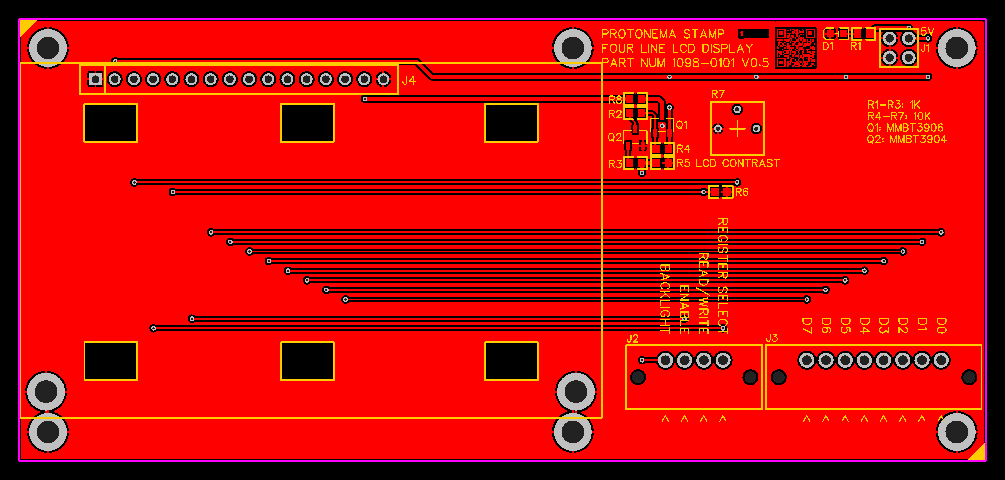 PROTONEMA STAMP
FOUR LINE LCD DISPLAY
PART NUM 1098-0101 V0.5
D1
R1
5V
J1
J4
R8
R2
Q1
Q2
R4
R3
R5
R7
LCD CONTRAST
R1-R3: 1K
R4-R7: 10K
Q1: MMBT3906
Q2: MMBT3904
R6
REGISTER SELECT
READ/WRITE
ENABLE
BACKLIGHT
D7
D6
D5
D4
D3
D2
D1
D0
J2
J3